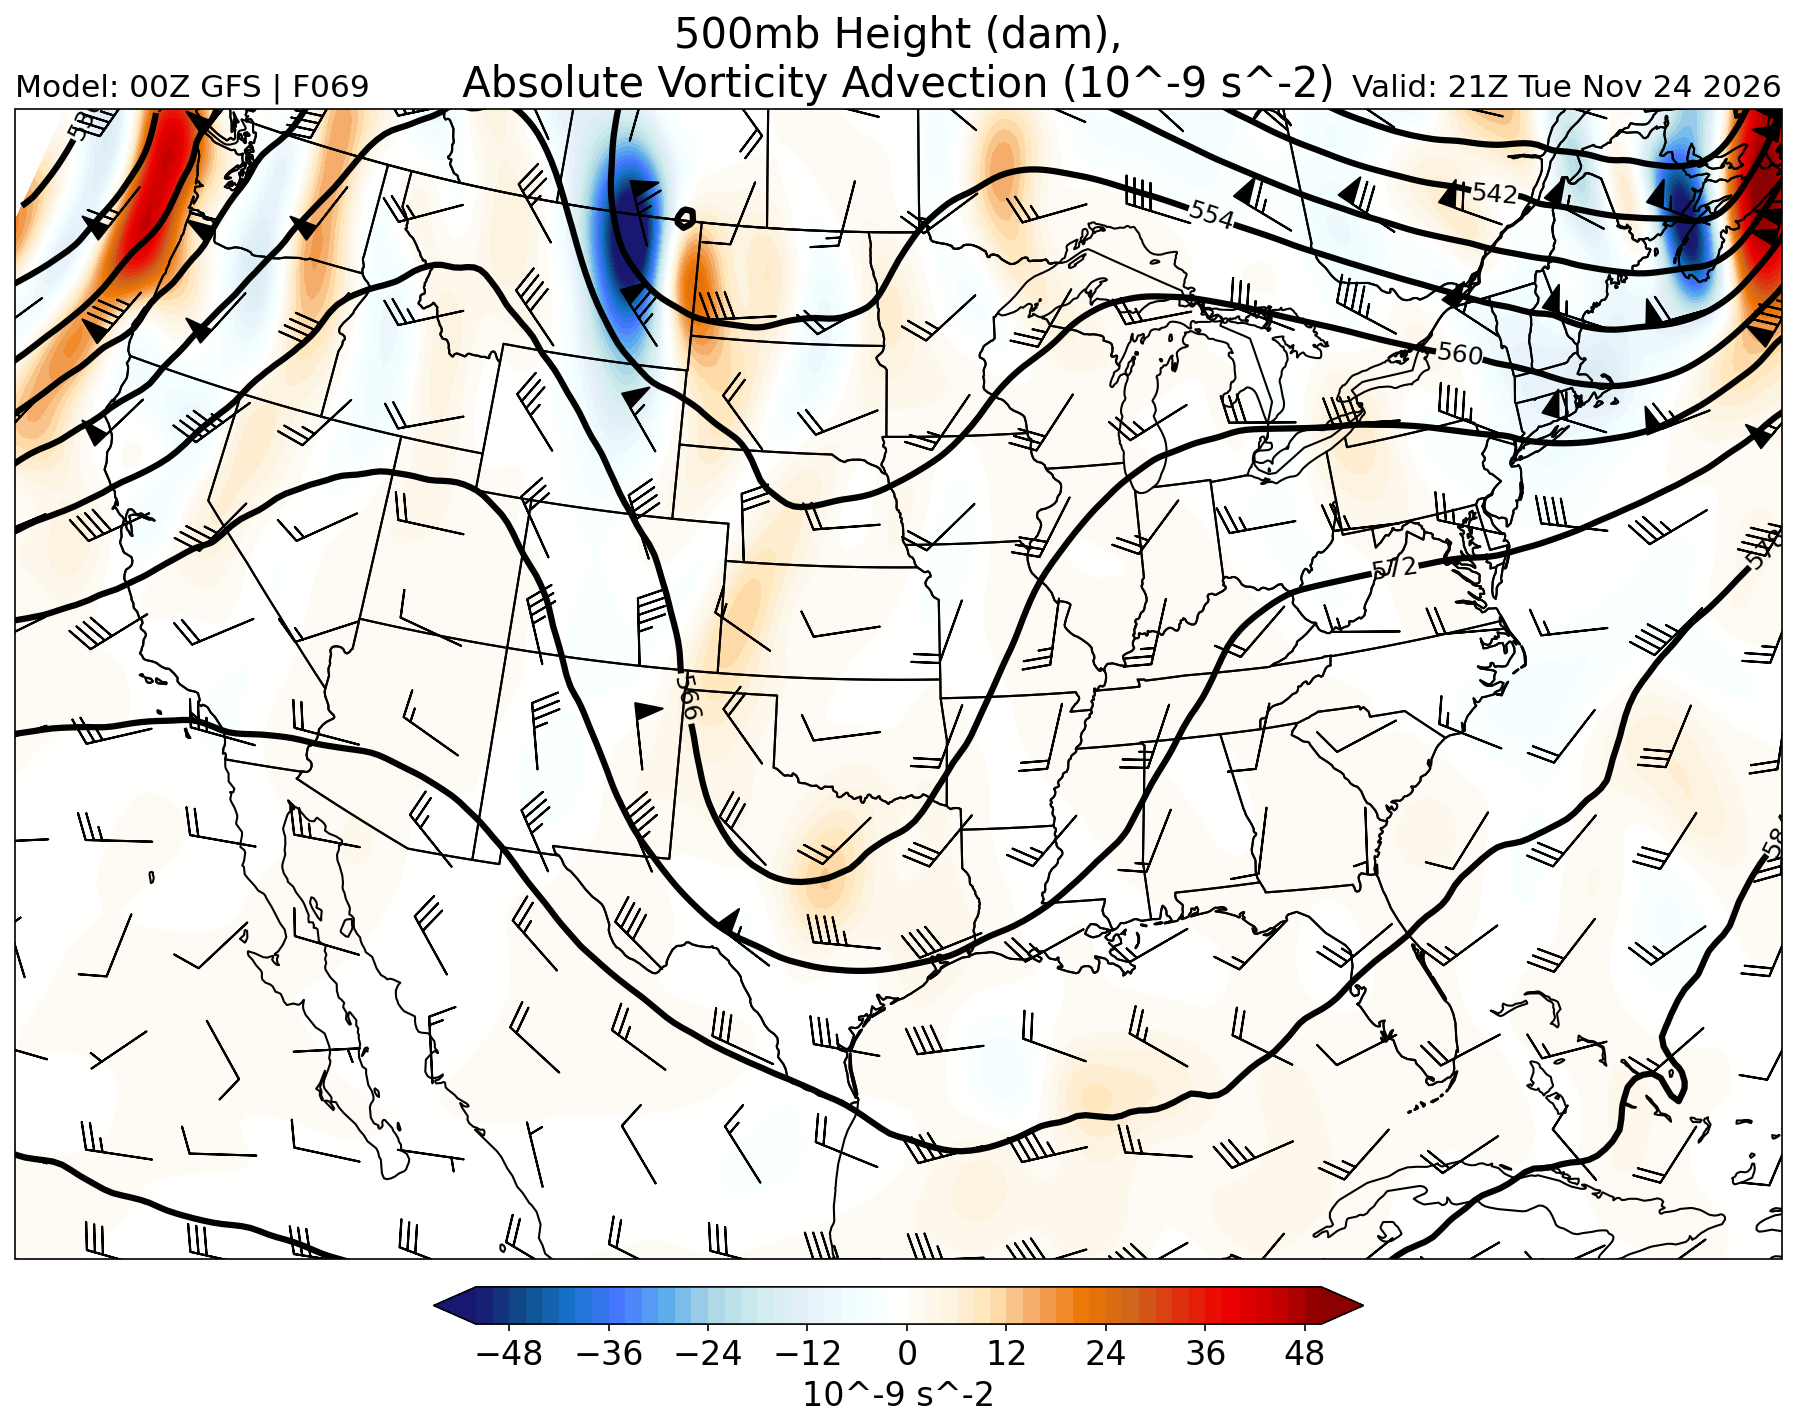 500mb Height (dam),
Model: 00Z GFS | F069
Absolute Vorticity Advection (10^-9 s^-2)
Valid: 21Z Tue Nov 24 2026
542
554
560
572
566
−48 −36 −24 −12 0 12 24 36 48
10^-9 s^-2